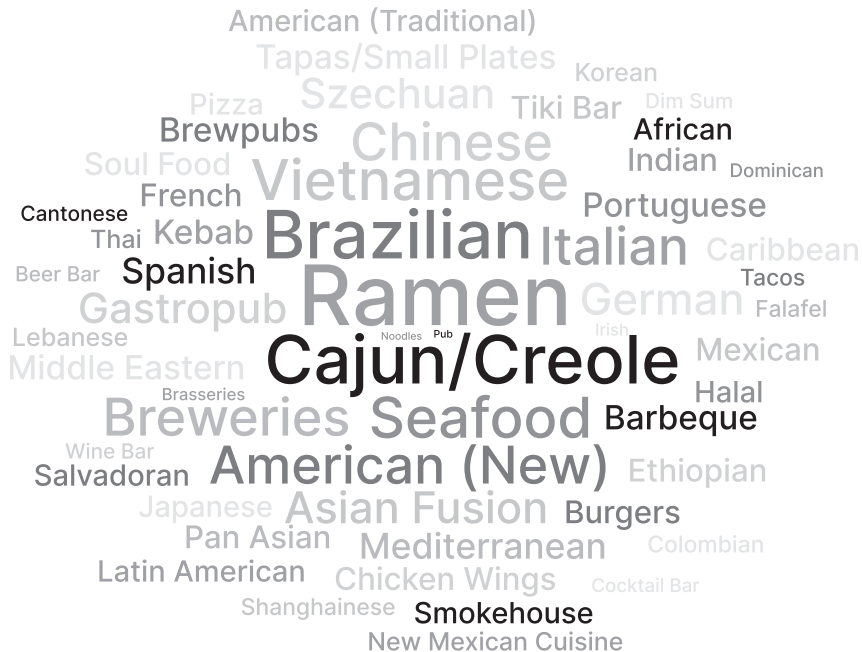 American (Traditional)
Tapas/Small Plates
Korean
Szechuan
Pizza
Tiki Bar
Dim Sum
Brewpubs
Chinese
African
Soul Food
Indian
Dominican
Vietnamese
French
Cantonese
Portuguese
Thai
Kebab
Brazilian
Italian
Caribbean
Beer Bar
Spanish
Tacos
Gastropub
Ramen
German
Falafel
Irish
Lebanese
Noodles
Pub
Mexican
Middle Eastern
Cajun/Creole
Brasseries
Halal
Breweries
Seafood
Barbeque
Wine Bar
Salvadoran
American (New)
Ethiopian
Japanese
Asian Fusion
Burgers
Pan Asian
Mediterranean
Colombian
Latin American
Chicken Wings
Cocktail Bar
Shanghainese
Smokehouse
New Mexican Cuisine